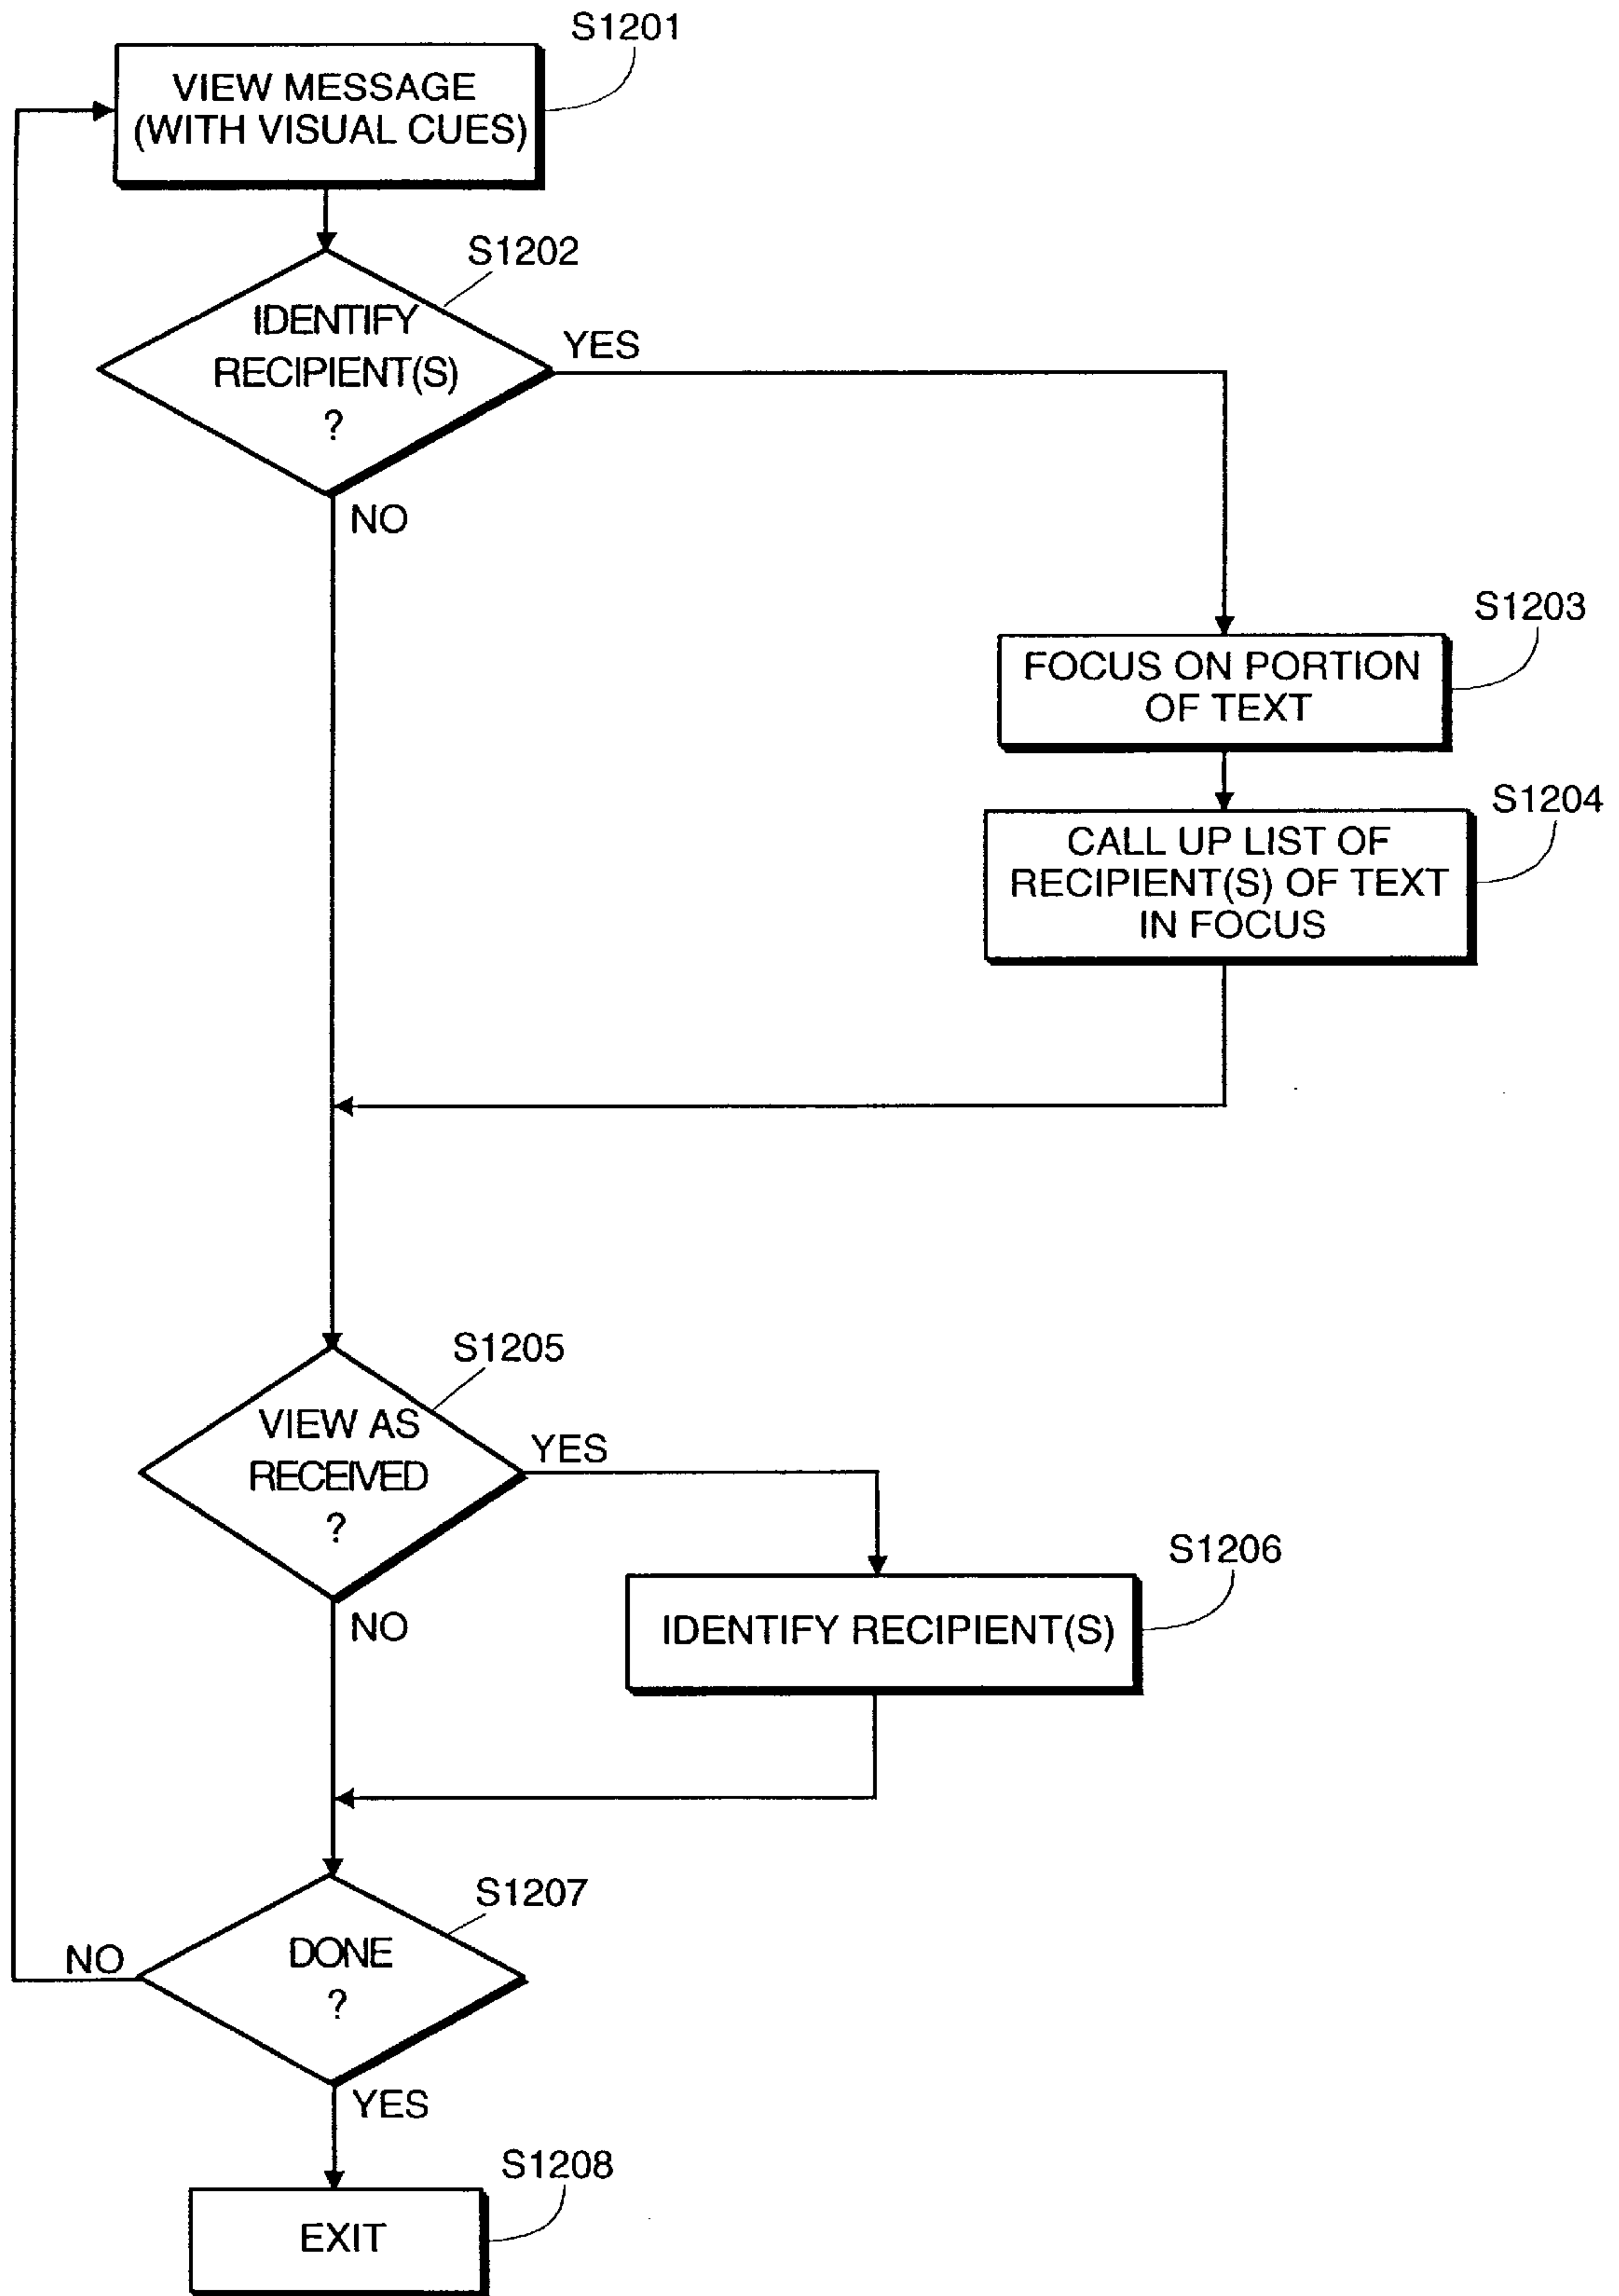 S1201
VIEW MESSAGE
(WITH VISUAL CUES)
S1202
IDENTIFY
RECIPIENT(S)
?
YES
NO
S1203
FOCUS ON PORTION
OF TEXT
S1204
CALL UP LIST OF
RECIPIENT(S) OF TEXT
IN FOCUS
S1205
VIEW AS
RECEIVED
?
YES
NO
S1206
IDENTIFY RECIPIENT(S)
S1207
DONE
?
NO
YES
S1208
EXIT